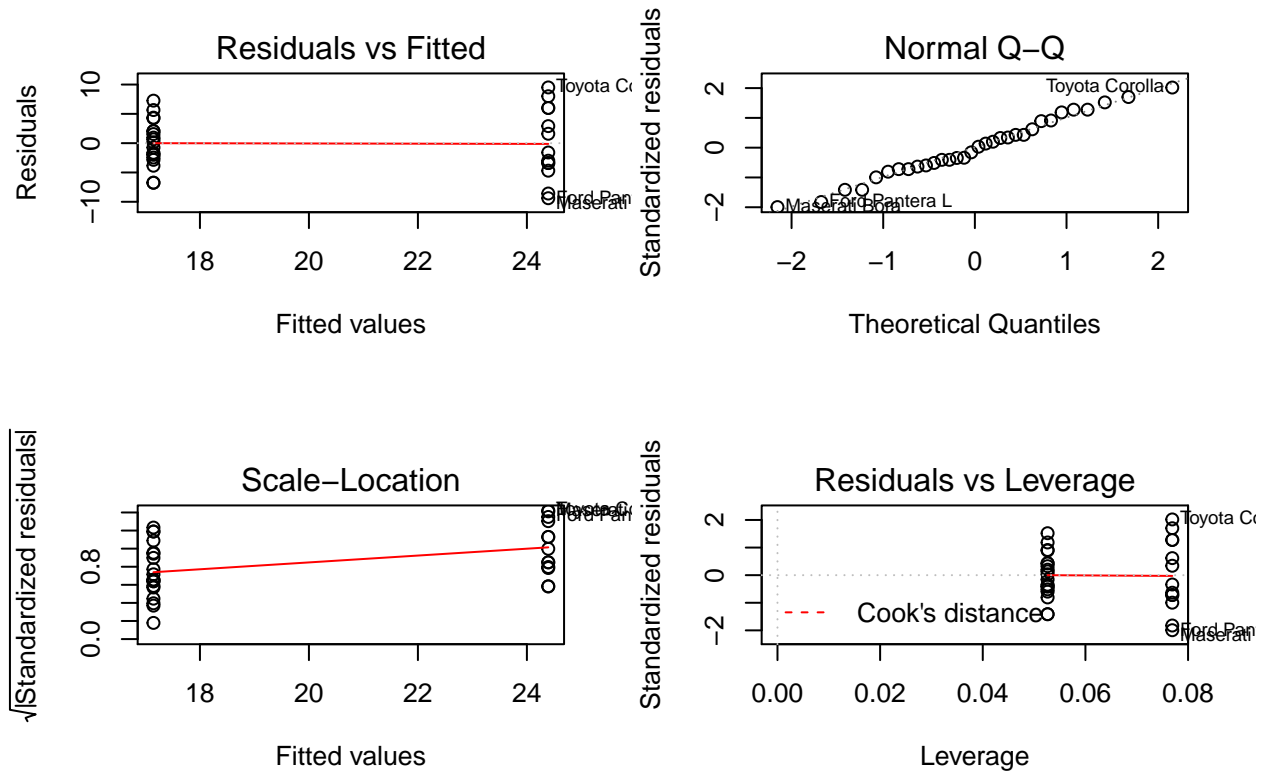 Residuals vs Fitted
Residuals
10
0
−10
Toyota Co
Ford Pan
Maserati
18 20 22 24
Fitted values
Normal Q−Q
Standardized residuals
2
0
−2
Toyota Corolla
Ford Pantera L
Maserati Bora
−2 −1 0 1 2
Theoretical Quantiles
Scale−Location
√|Standardized residuals|
0.8
0.0
Ford Pan
18 20 22 24
Fitted values
Residuals vs Leverage
Standardized residuals
2
0
−2
Toyota Co
Cook's distance
Ford Pan
Maserati
0.00 0.02 0.04 0.06 0.08
Leverage